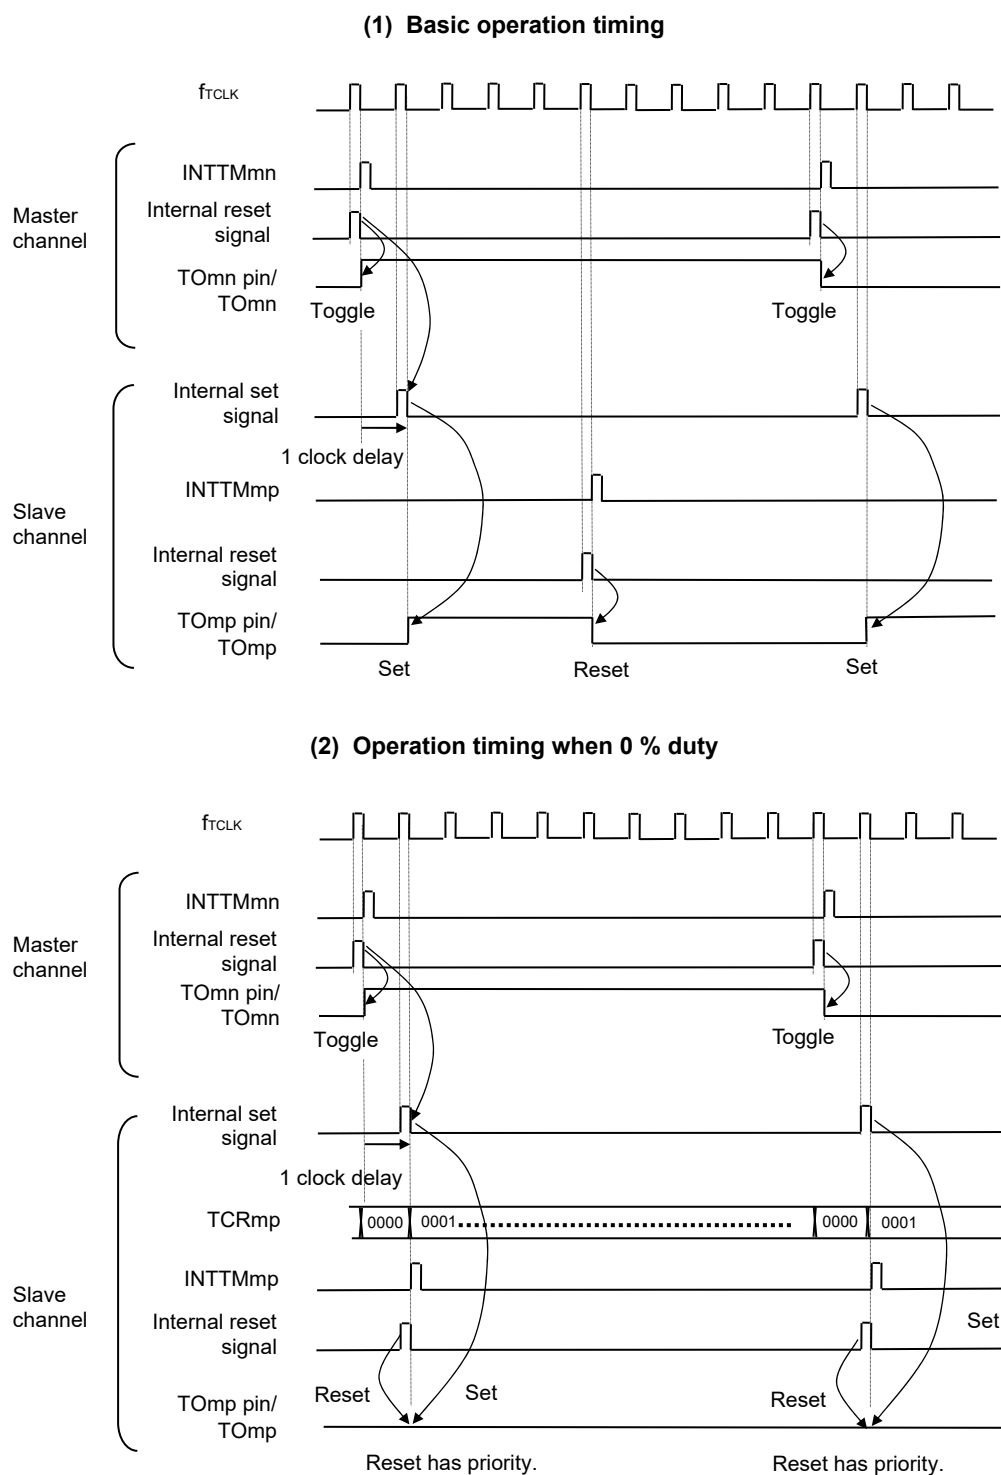 (1) Basic operation timing
fTCLK
INTTMmn
Internal reset
signal
Master
channel
TOmn pin/
TOmn
Toggle
Toggle
Internal set
signal
1 clock delay
INTTMmp
Slave
channel
Internal reset
signal
TOmp pin/
TOmp
Set
Reset
Set
(2) Operation timing when 0 % duty
fTCLK
INTTMmn
Internal reset
signal
Master
channel
TOmn pin/
TOmn
Toggle
Toggle
Internal set
signal
1 clock delay
TCRmp
0000
0001
0000
0001
INTTMmp
Slave
channel
Internal reset
signal
Set
Reset
Set
Reset
TOmp pin/
TOmp
Reset has priority.
Reset has priority.